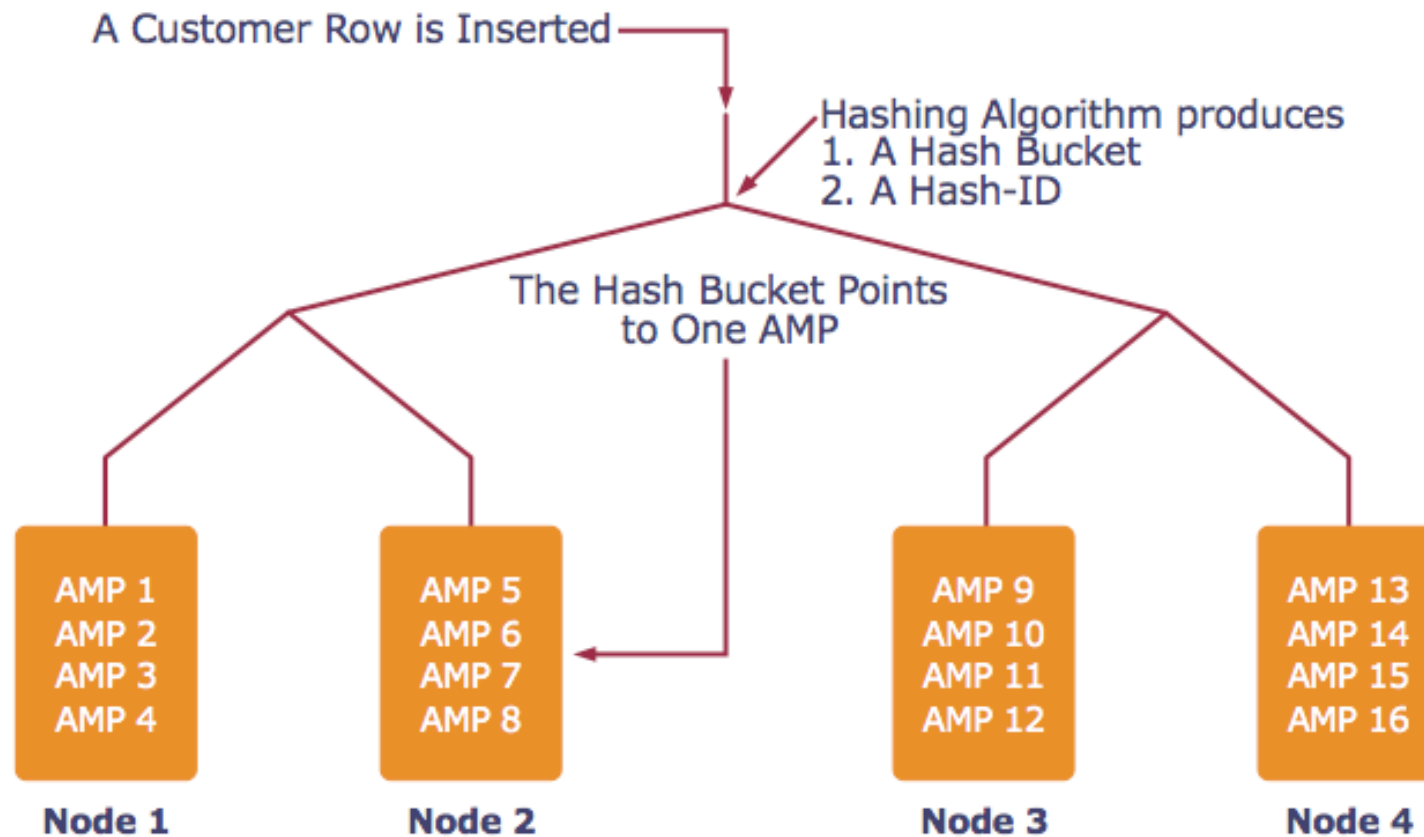 A Customer Row is Inserted
Hashing Algorithm produces
1. A Hash Bucket
2. A Hash-ID
The Hash Bucket Points
to One AMP
AMP 1
AMP 2
AMP 3
AMP 4
Node 1
AMP 5
AMP 6
AMP 7
AMP 8
Node 2
AMP 9
AMP 10
AMP 11
AMP 12
Node 3
AMP 13
AMP 14
AMP 15
AMP 16
Node 4